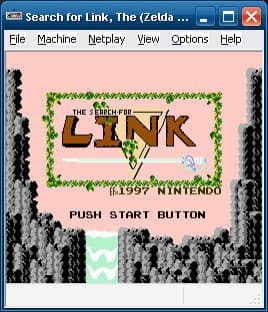 Search for Link, The (Zelda ...
File Machine Netplay View Options Help
THE SEARCH FOR
LINK
1997 NINTENDO
PUSH START BUTTON